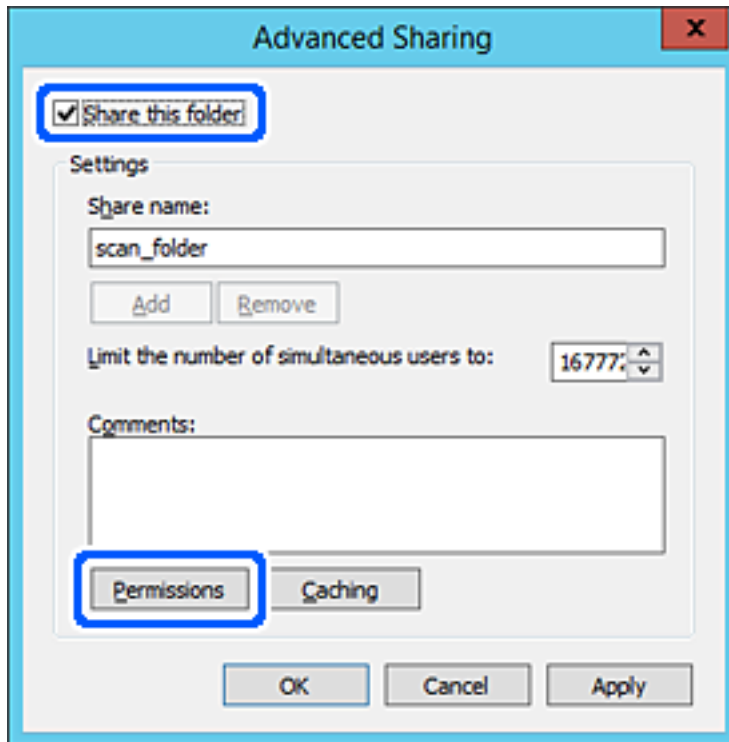 Advanced Sharing
x
Share this folder
Settings
Share name:
scan_folder
Add Remove
Limit the number of simultaneous users to:
Comments:
Permissions Caching
OK Cancel Apply